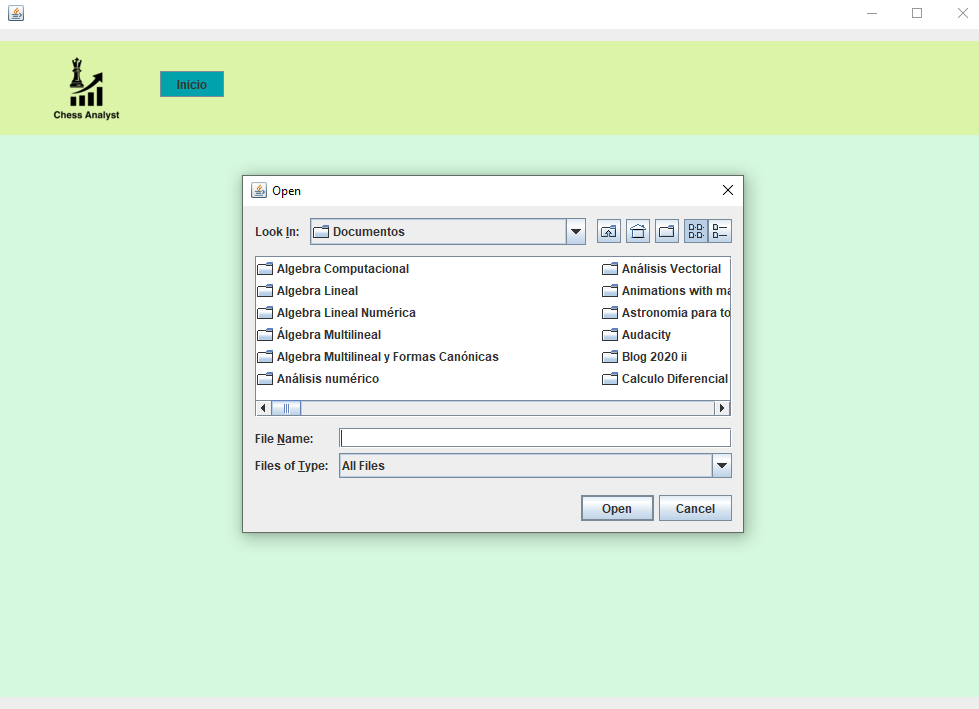 Chess Analyst
Inicio
Open
Look In: Documentos
Algebra Computacional
Algebra Lineal
Algebra Lineal Numérica
Álgebra Multilineal
Algebra Multilineal y Formas Canónicas
Análisis numérico
Análisis Vectorial
Animations with ma
Astronomía para to
Audacity
Blog 2020 ii
Calculo Diferencial
File Name:
Files of Type: All Files
Open Cancel